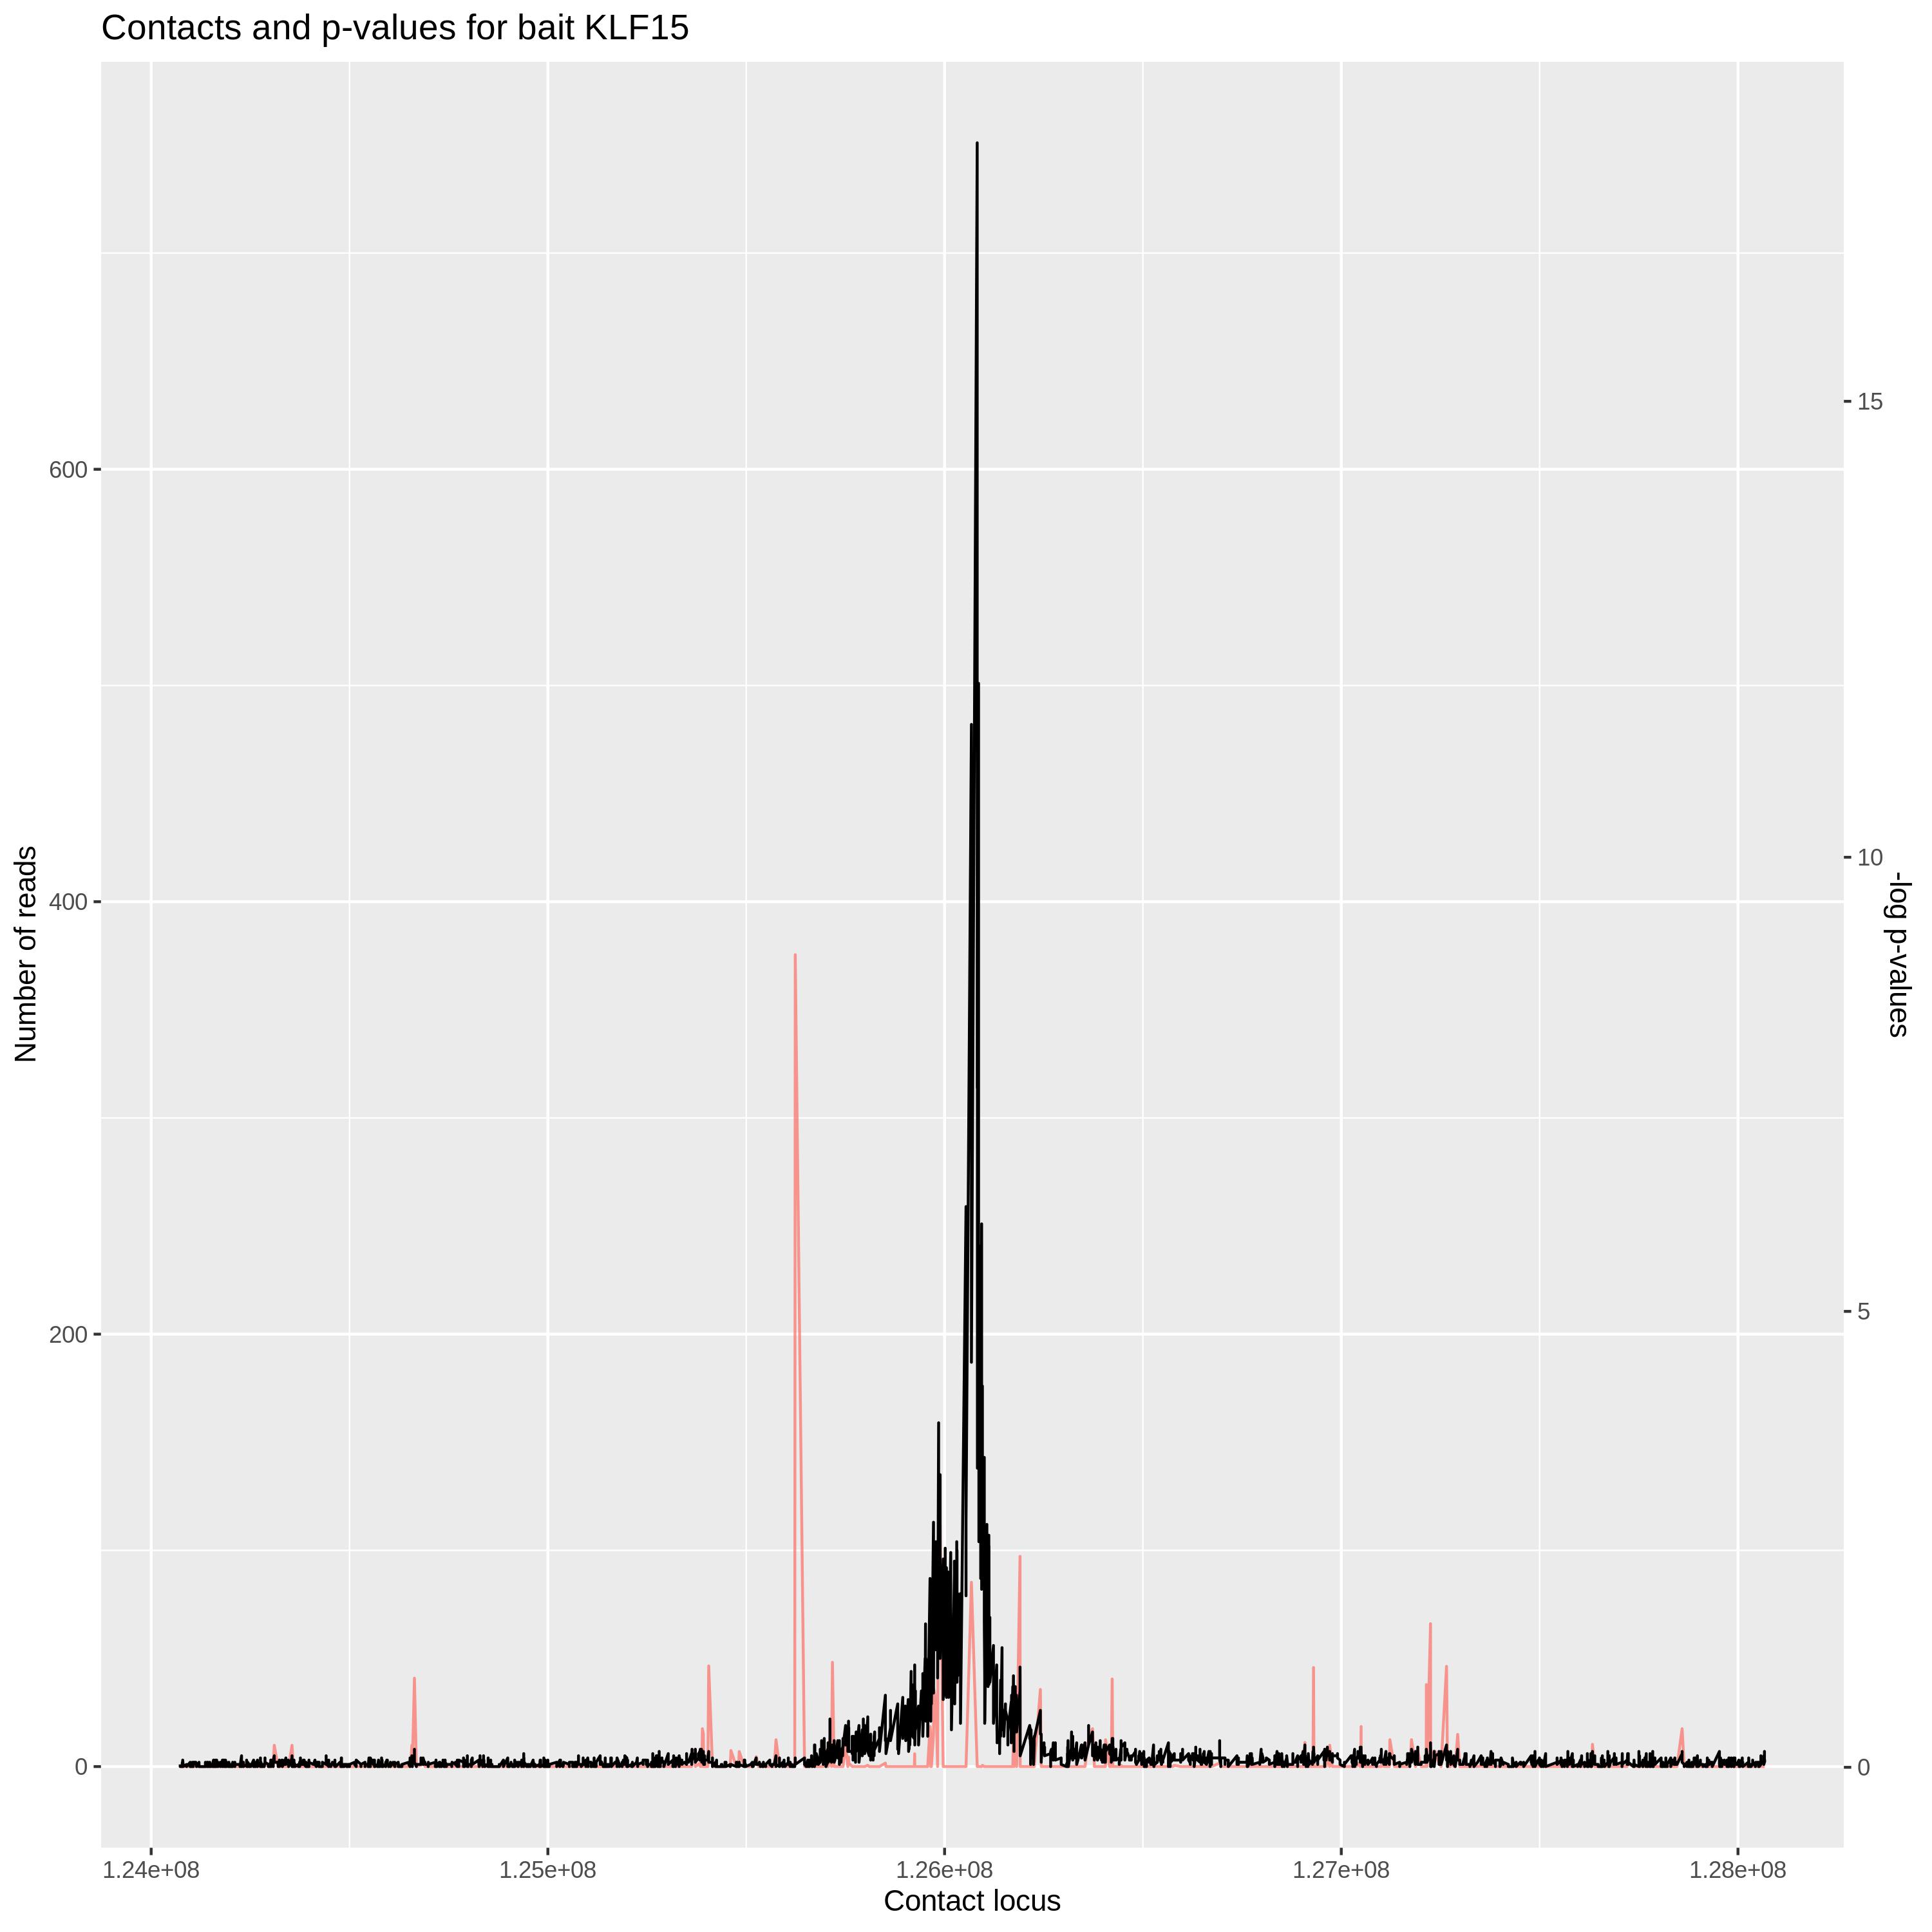 Contacts and p-values for bait KLF15
600
400
200
0
Number of reads
15
10
5
0
-log p-values
1.24e+08
1.25e+08
1.26e+08
1.27e+08
1.28e+08
Contact locus